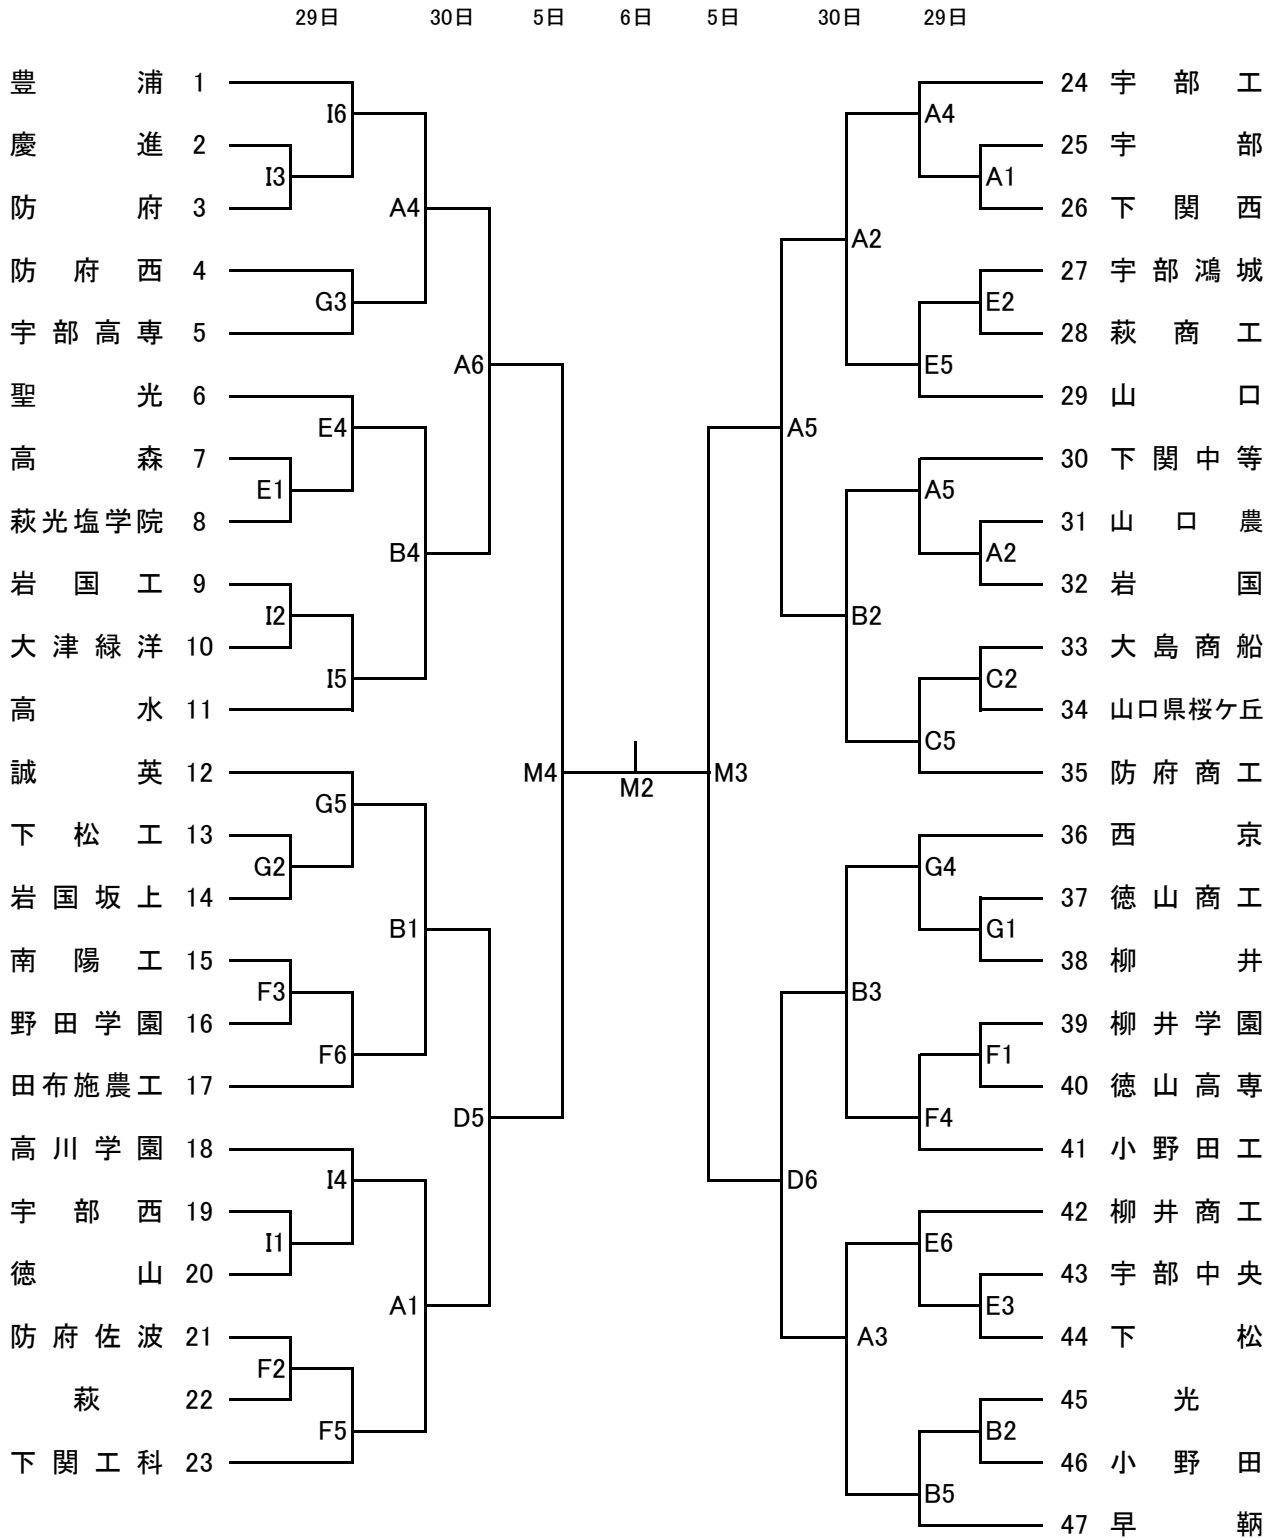 29日 30日 5日 6日 5日 30日 29日
豊浦 1 24 宇部工
I6 A4
慶進 2 25 宇部
I3 A1
防府 3 A4 26 下関西
A2
防府西 4 27 宇部鴻城
G3 E2
宇部高専 5 28 萩商工
A6 E5
聖光 6 29 山口
E4 A5
高森 7 30 下関中等
E1 A5
萩光塩学院 8 31 山口農
B4 A2
岩国工 9 32 岩国
I2 B2
大津緑洋 10 33 大島商船
I5 C2
高水 11 34 山口県桜ケ丘
C5
誠英 12 M4 M3 35 防府商工
M2
G5
下松工 13 36 西京
G2 G4
岩国坂上 14 37 徳山商工
B1 G1
南陽工 15 38 柳井
F3 B3
野田学園 16 39 柳井学園
F6 F1
田布施農工 17 40 徳山高専
D5 F4
高川学園 18 41 小野田工
I4 D6
宇部西 19 42 柳井商工
I1 E6
徳山 20 43 宇部中央
A1 E3
防府佐波 21 A3 44 下松
F2
萩 22 45 光
F5 B2
下関工科 23 46 小野田
B5
47 早鞆